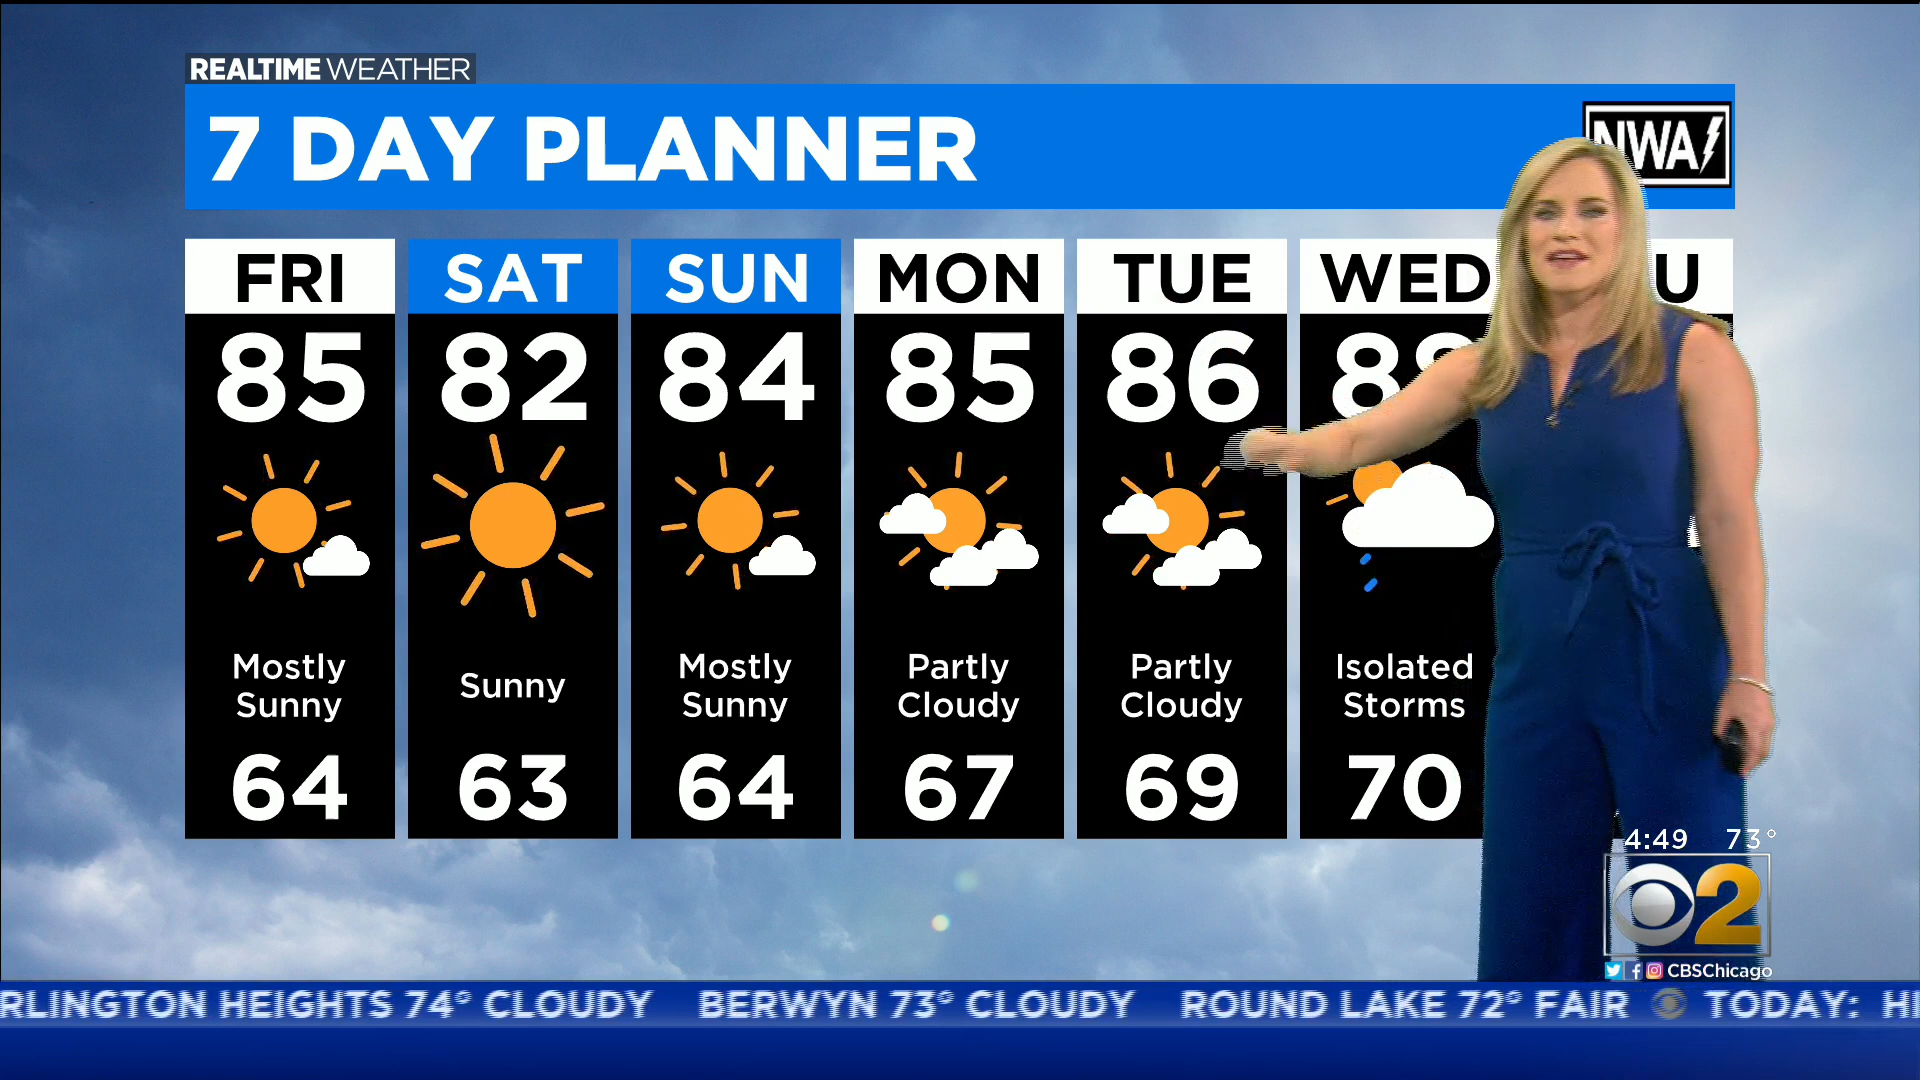 REALTIME WEATHER
7 DAY PLANNER
NWA
FRI
85
Mostly
Sunny
64
SAT
82
Sunny
63
SUN
84
Mostly
Sunny
64
MON
85
Partly
Cloudy
67
TUE
86
Partly
Cloudy
69
WED
Isolated
Storms
70
4:49 73°
2
CBSChicago
RLINGTON HEIGHTS 74° CLOUDY BERWYN 73° CLOUDY ROUND LAKE 72° FAIR TODAY: HI